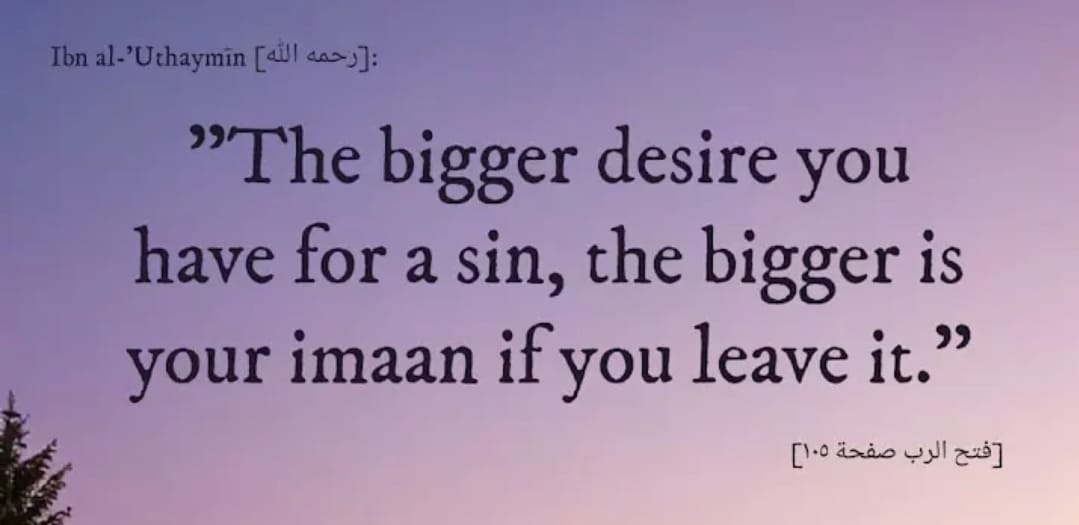 Ibn al-’Uthaymīn [رحمه الله]:
”The bigger desire you
have for a sin, the bigger is
your imaan if you leave it.”
[فتح الرب صفحة ١٠٥]